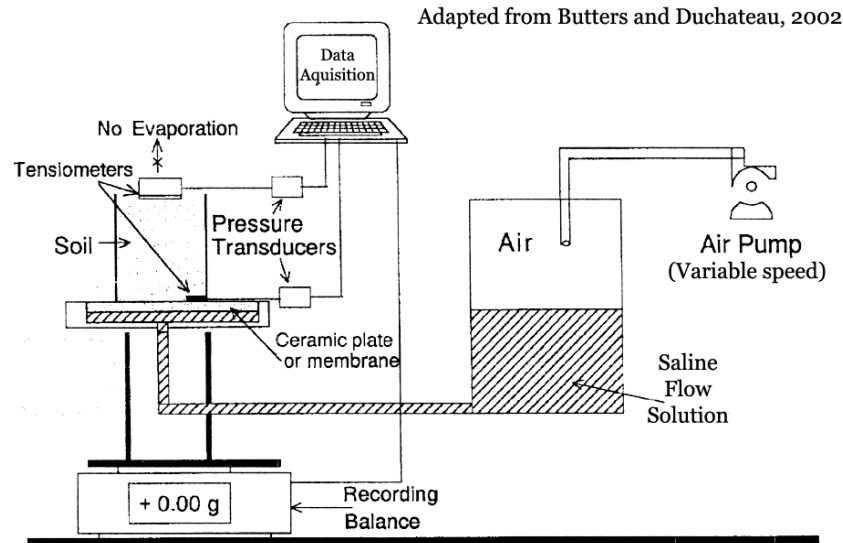 Adapted from Butters and Duchateau, 2002
Data
Aquisition
No Evaporation
Tensiometers
Soil
Pressure
Transducers
Air
Air Pump
(Variable speed)
Ceramic plate
or membrane
Saline
Flow
Solution
+ 0.00 g
Recording
Balance